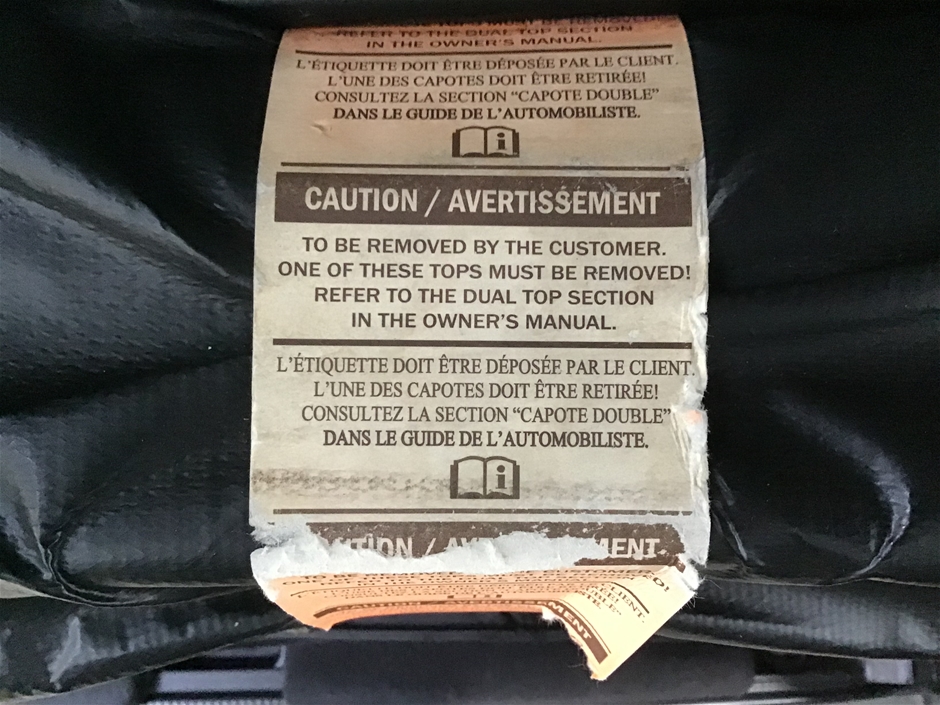 TOPS MUST BE REMOVED!
REFER TO THE DUAL TOP SECTION
IN THE OWNER'S MANUAL.
L'ÉTIQUETTE DOIT ÊTRE DÉPOSÉE PAR LE CLIENT.
L'UNE DES CAPOTES DOIT ÊTRE RETIRÉE!
CONSULTEZ LA SECTION "CAPOTE DOUBLE"
DANS LE GUIDE DE L'AUTOMOBILISTE.
i
CAUTION / AVERTISSEMENT
TO BE REMOVED BY THE CUSTOMER.
ONE OF THESE TOPS MUST BE REMOVED!
REFER TO THE DUAL TOP SECTION
IN THE OWNER'S MANUAL.
L'ÉTIQUETTE DOIT ÊTRE DÉPOSÉE PAR LE CLIENT.
L'UNE DES CAPOTES DOIT ÊTRE RETIRÉE!
CONSULTEZ LA SECTION "CAPOTE DOUBLE"
DANS LE GUIDE DE L'AUTOMOBILISTE.
i